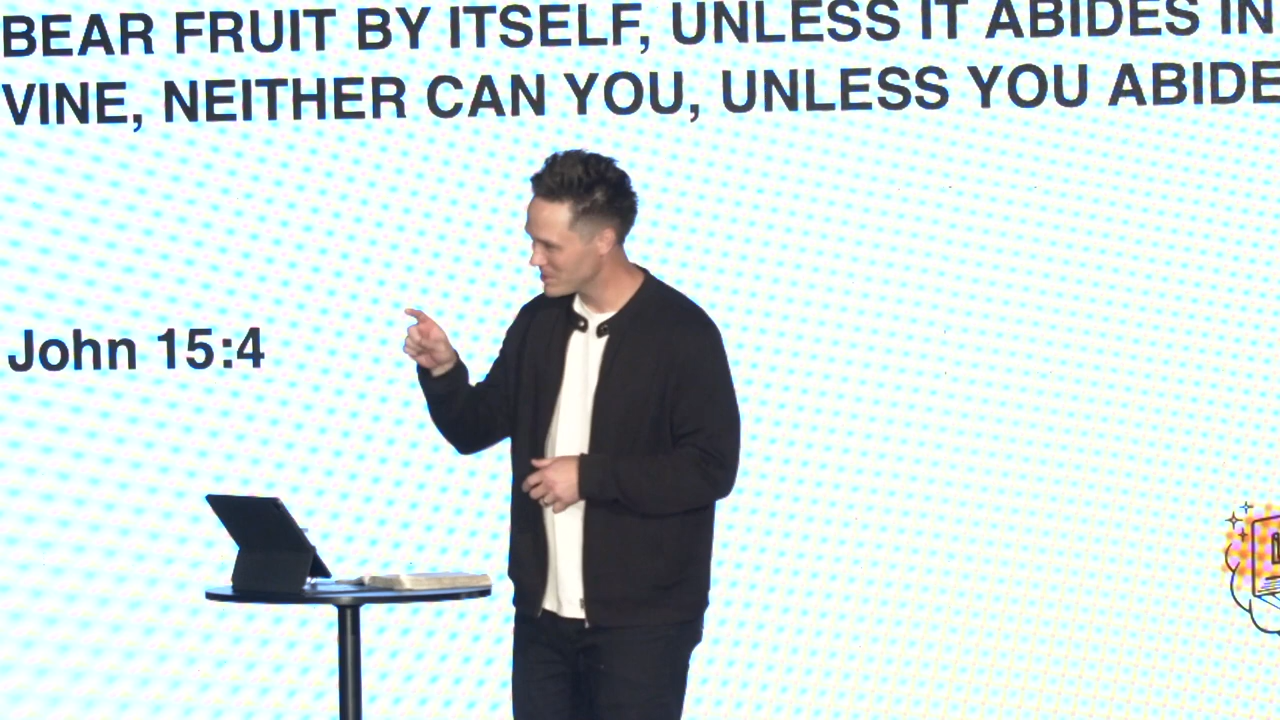 BEAR FRUIT BY ITSELF, UNLESS IT ABIDES IN
VINE, NEITHER CAN YOU, UNLESS YOU ABIDE
John 15:4